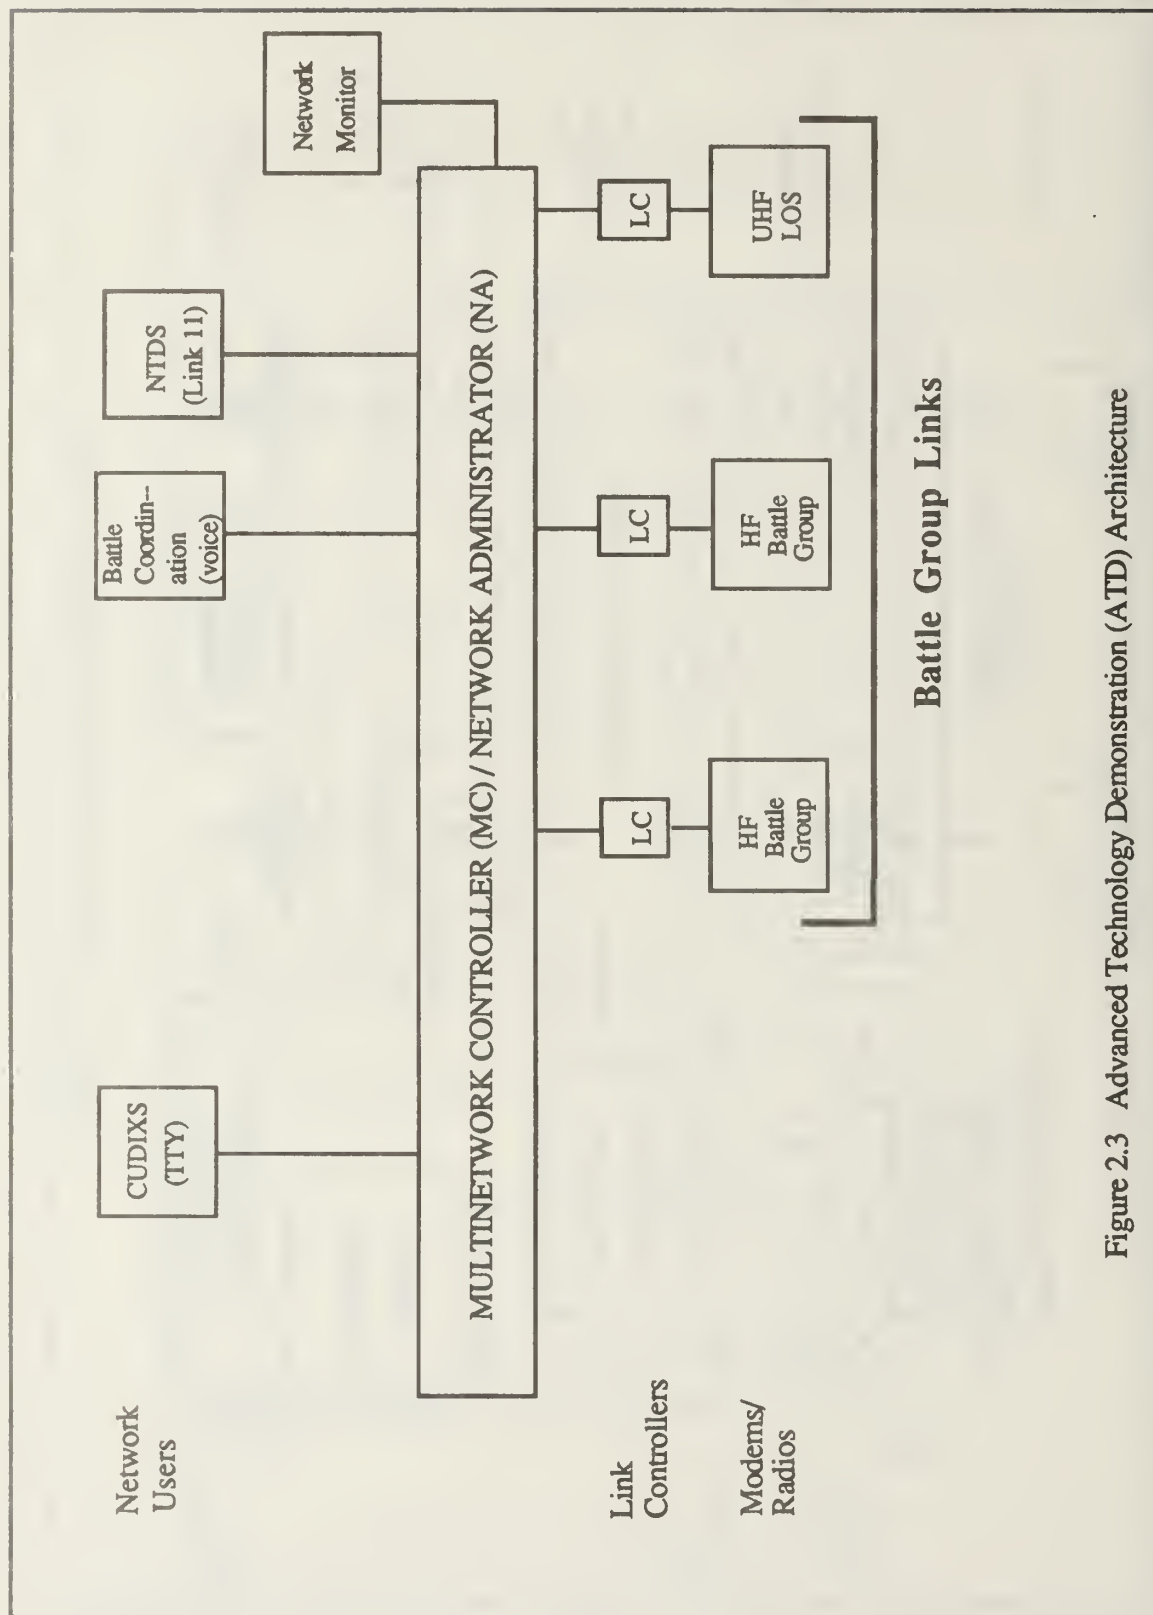 Network
Users
CUDIXS
(TTY)
Battle
Coordin--
ation
(voice)
NTDS
(Link 11)
Network
Monitor
MULTINETWORK CONTROLLER (MC) / NETWORK ADMINISTRATOR (NA)
Link
Controllers
LC
LC
LC
Modems/
Radios
HF
Battle
Group
HF
Battle
Group
UHF
LOS
Battle Group Links
Figure 2.3 Advanced Technology Demonstration (ATD) Architecture